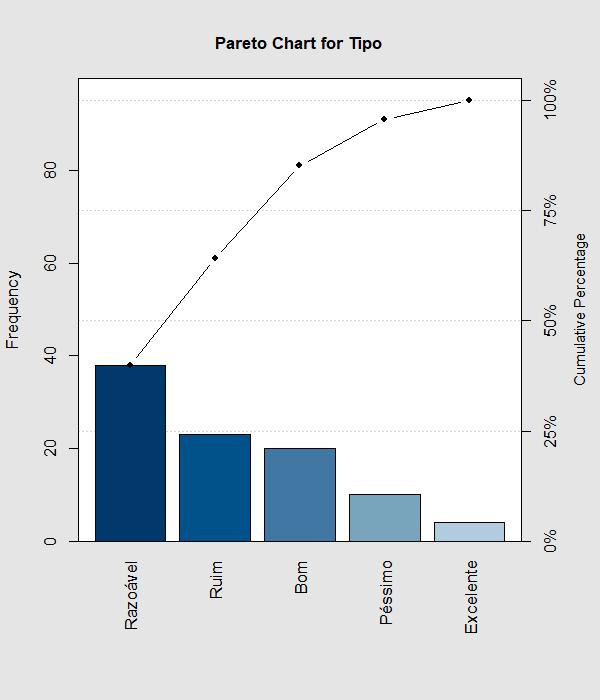 Pareto Chart for Tipo
Frequency
0
20
40
60
80
Cumulative Percentage
0%
25%
50%
75%
100%
Razoável
Ruim
Bom
Péssimo
Excelente